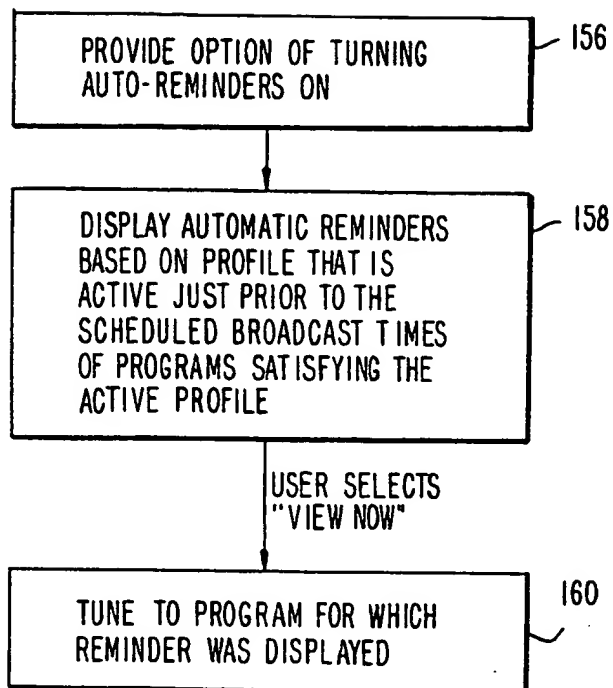 PROVIDE OPTION OF TURNING
AUTO-REMINDERS ON
156
DISPLAY AUTOMATIC REMINDERS
BASED ON PROFILE THAT IS
ACTIVE JUST PRIOR TO THE
SCHEDULED BROADCAST TIMES
OF PROGRAMS SATISFYING THE
ACTIVE PROFILE
158
USER SELECTS
"VIEW NOW"
TUNE TO PROGRAM FOR WHICH
REMINDER WAS DISPLAYED
160